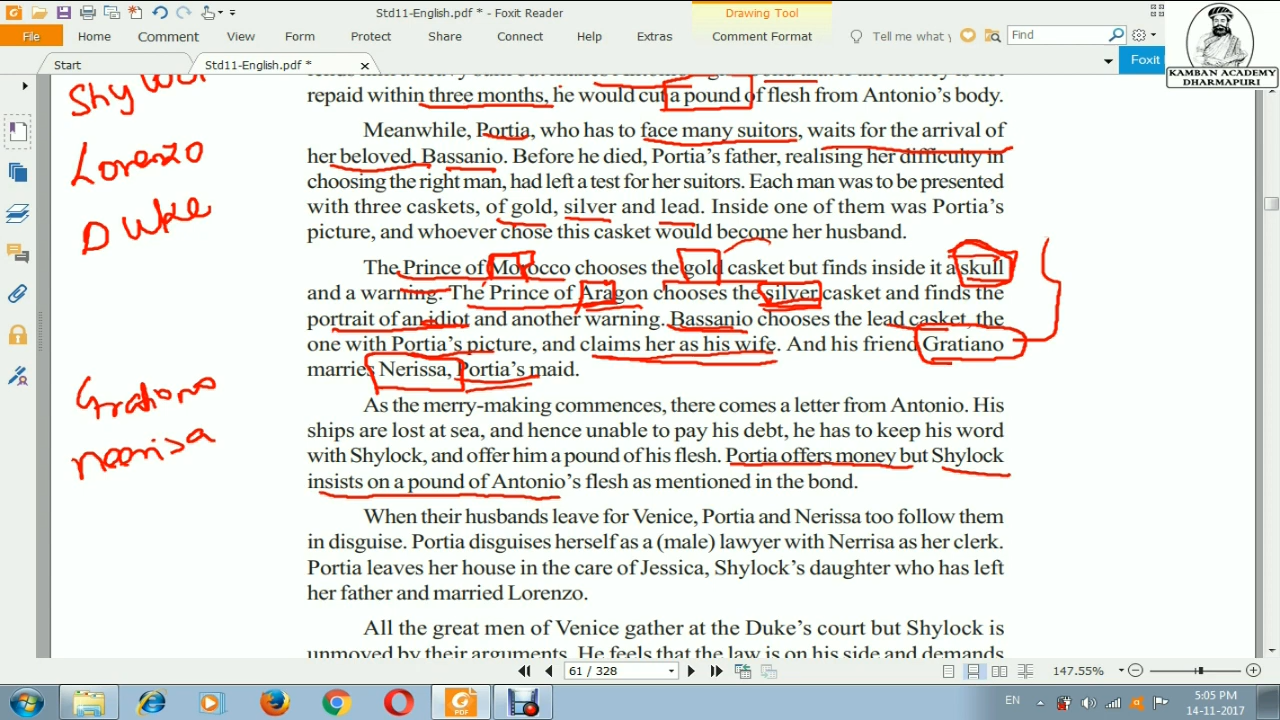 Std11-English.pdf * - Foxit Reader
Drawing Tool
File
Home
Comment
View
Form
Protect
Share
Connect
Help
Extras
Comment Format
Tell me what y
Find
Start
Std11-English.pdf *
Foxit
KAMBAN ACADEMY
DHARMAPURI
repaid within three months, he would cut a pound of flesh from Antonio's body.
Meanwhile, Portia, who has to face many suitors, waits for the arrival of
her beloved, Bassanio. Before he died, Portia's father, realising her difficulty in
choosing the right man, had left a test for her suitors. Each man was to be presented
with three caskets, of gold, silver and lead. Inside one of them was Portia's
picture, and whoever chose this casket would become her husband.
The Prince of Morocco chooses the gold casket but finds inside it a skull
and a warning. The Prince of Aragon chooses the silver casket and finds the
portrait of an idiot and another warning. Bassanio chooses the lead casket, the
one with Portia's picture, and claims her as his wife. And his friend Gratiano
marries Nerissa, Portia's maid.
As the merry-making commences, there comes a letter from Antonio. His
ships are lost at sea, and hence unable to pay his debt, he has to keep his word
with Shylock, and offer him a pound of his flesh. Portia offers money but Shylock
insists on a pound of Antonio's flesh as mentioned in the bond.
When their husbands leave for Venice, Portia and Nerissa too follow them
in disguise. Portia disguises herself as a (male) lawyer with Nerrisa as her clerk.
Portia leaves her house in the care of Jessica, Shylock's daughter who has left
her father and married Lorenzo.
All the great men of Venice gather at the Duke's court but Shylock is
unmoved by their arguments. He feels that the law is on his side and demands
Lorenzo
Duke
Gratiano
neerisa
61 / 328
147.55%
EN
5:05 PM
14-11-2017